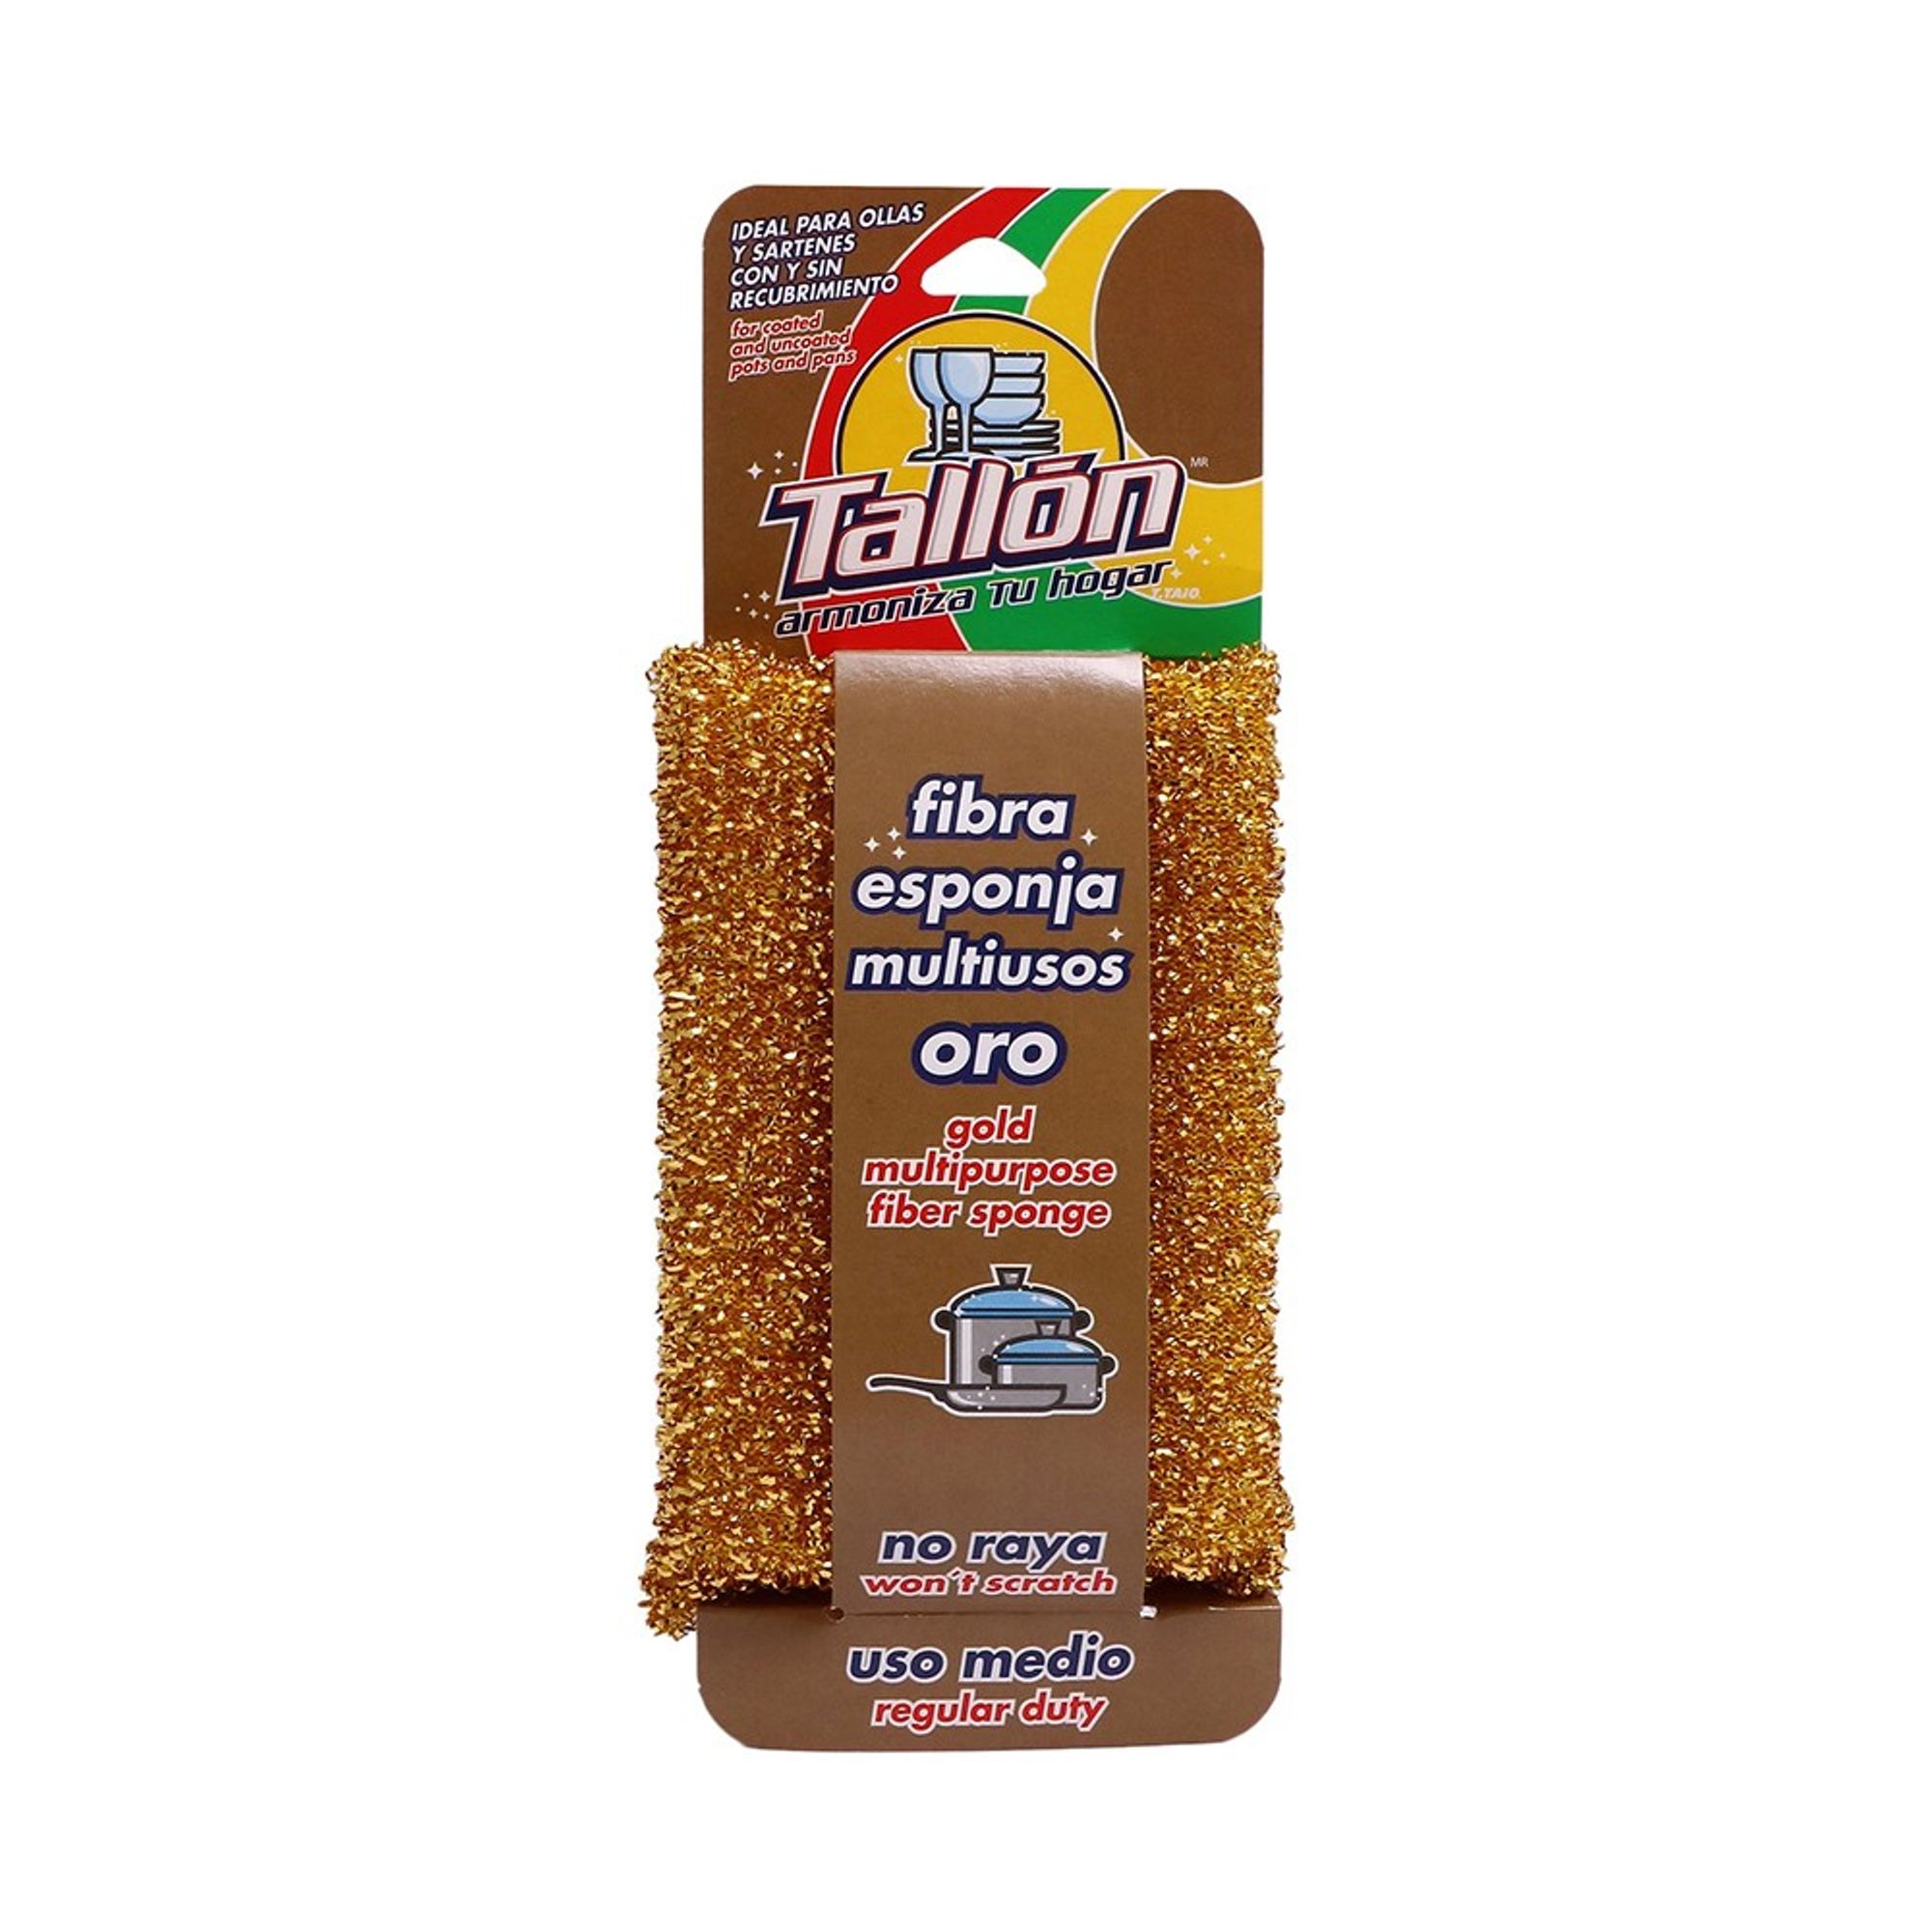 IDEAL PARA OLLAS
Y SARTENES
CON Y SIN
RECUBRIMIENTO
for coated
and uncoated
pots and pans
Tallón
MR
armoniza Tu hogar
fibra
esponja
multiusos
oro
gold
multipurpose
fiber sponge
no raya
won´t scratch
uso medio
regular duty